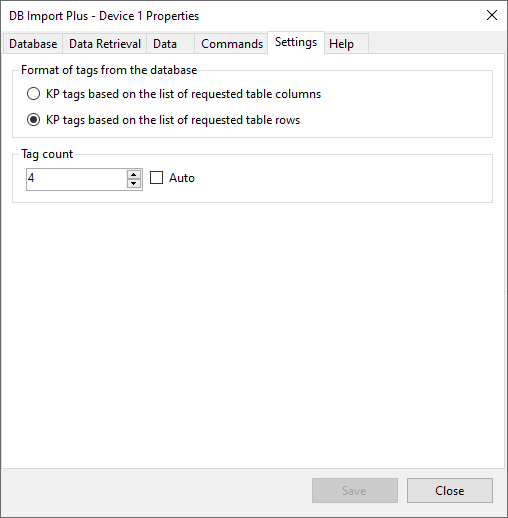 DB Import Plus - Device 1 Properties
Database Data Retrieval Data Commands Settings Help
Format of tags from the database
KP tags based on the list of requested table columns
KP tags based on the list of requested table rows
Tag count
4 Auto
Save Close